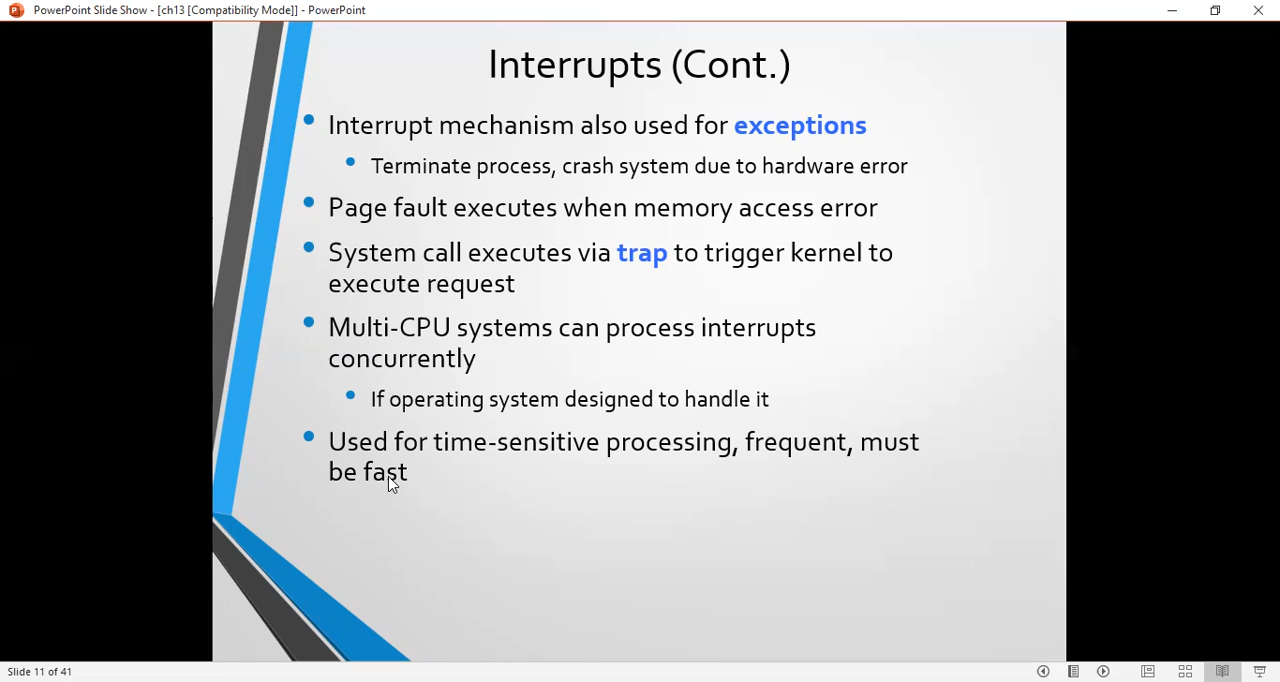 PowerPoint Slide Show - [ch13 [Compatibility Mode]] - PowerPoint
Interrupts (Cont.)
Interrupt mechanism also used for exceptions
Terminate process, crash system due to hardware error
Page fault executes when memory access error
System call executes via trap to trigger kernel to
execute request
Multi-CPU systems can process interrupts
concurrently
If operating system designed to handle it
Used for time-sensitive processing, frequent, must
be fast
Slide 11 of 41